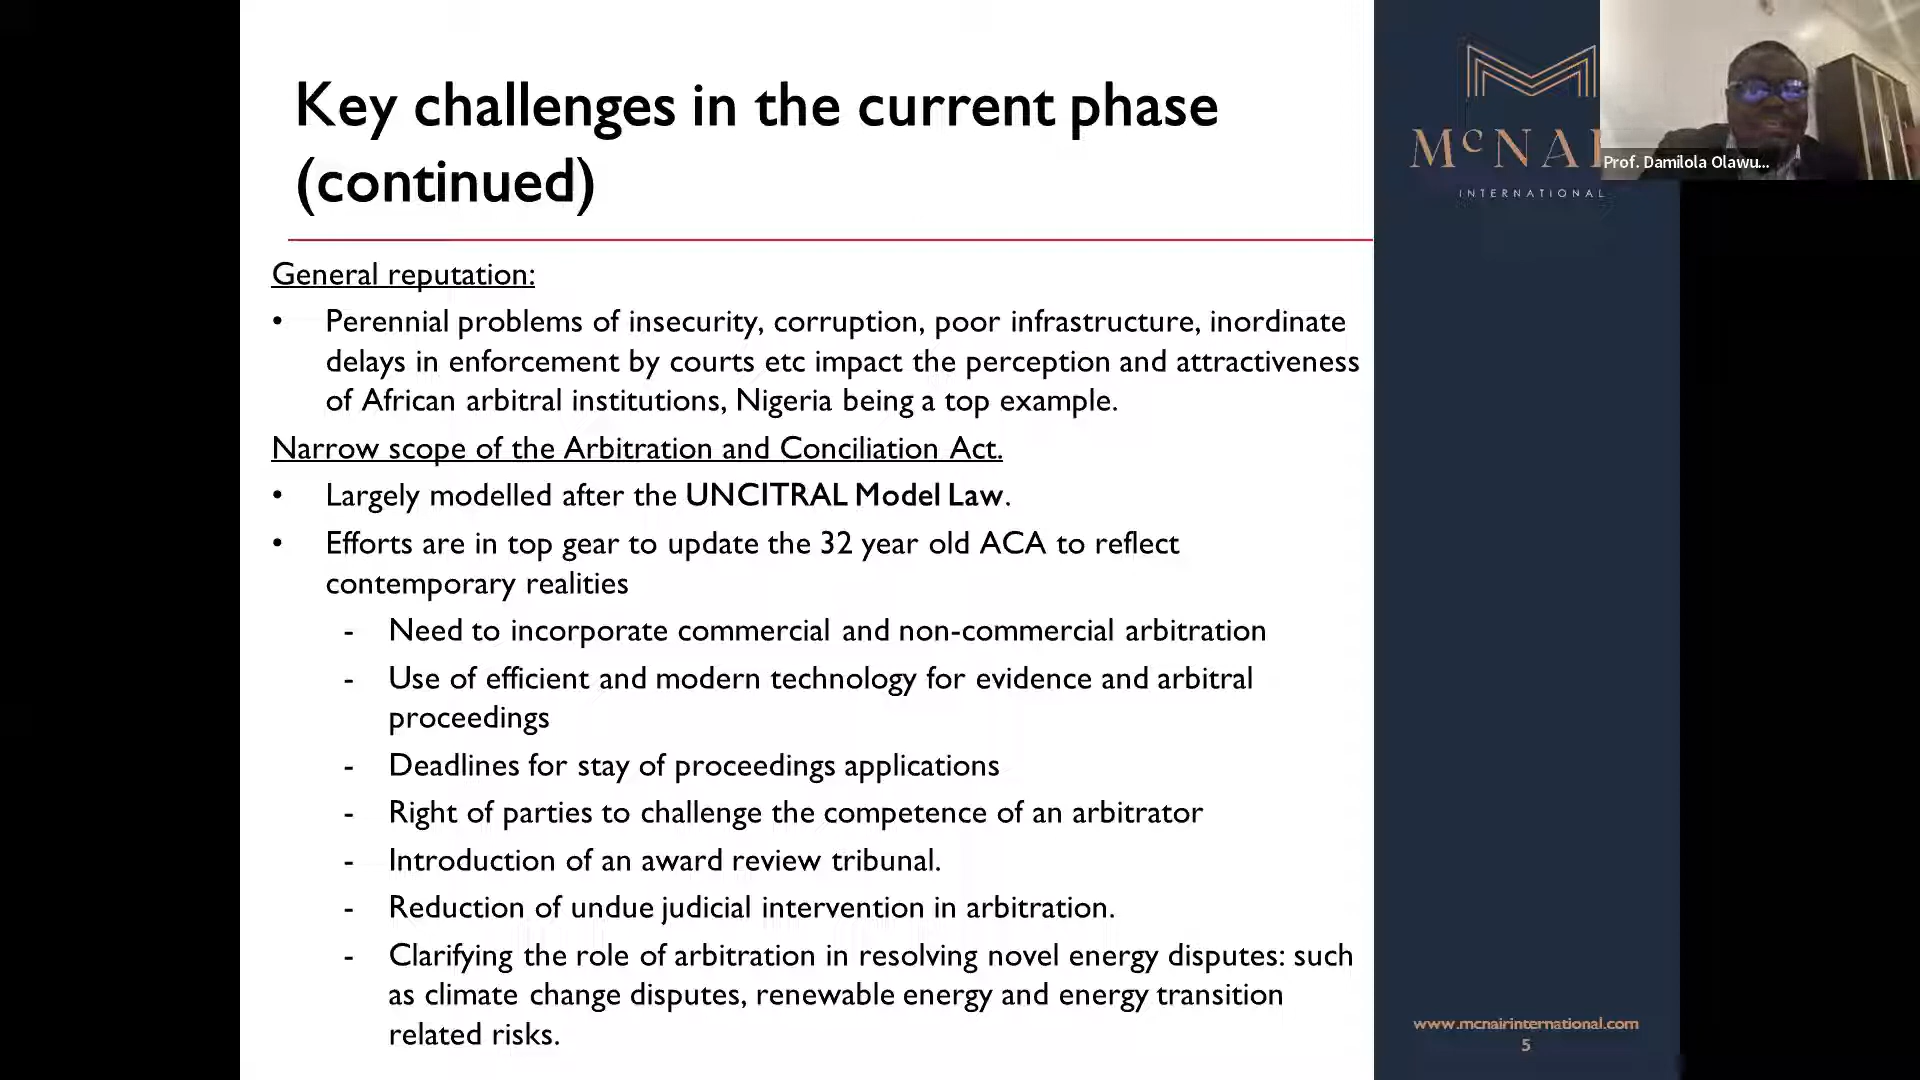 Key challenges in the current phase
(continued)
General reputation:
• Perennial problems of insecurity, corruption, poor infrastructure, inordinate
delays in enforcement by courts etc impact the perception and attractiveness
of African arbitral institutions, Nigeria being a top example.
Narrow scope of the Arbitration and Conciliation Act.
• Largely modelled after the UNCITRAL Model Law.
• Efforts are in top gear to update the 32 year old ACA to reflect
contemporary realities
- Need to incorporate commercial and non-commercial arbitration
- Use of efficient and modern technology for evidence and arbitral
proceedings
- Deadlines for stay of proceedings applications
- Right of parties to challenge the competence of an arbitrator
- Introduction of an award review tribunal.
- Reduction of undue judicial intervention in arbitration.
- Clarifying the role of arbitration in resolving novel energy disputes: such
as climate change disputes, renewable energy and energy transition
related risks.
McNAI
INTERNATIONAL
Prof. Damilola Olawu...
www.mcnairinternational.com
5